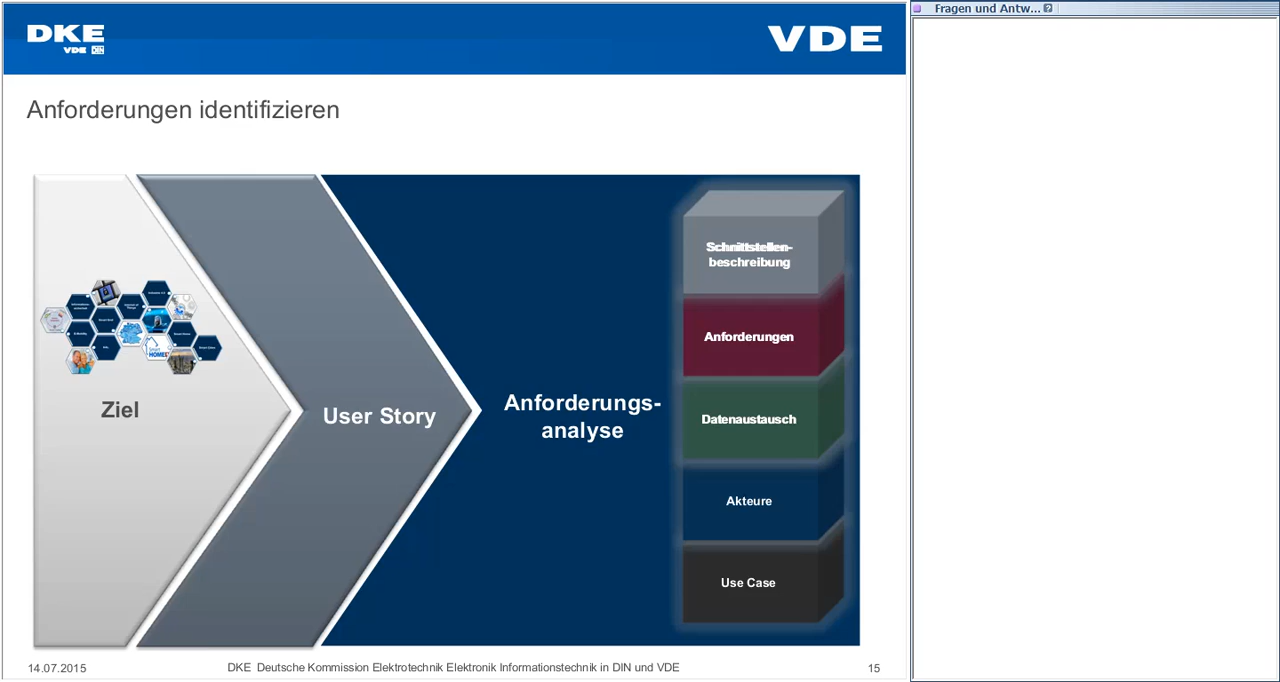 DKE
VDE DIN
VDE
Fragen und Antw...
Anforderungen identifizieren
Schnittstellen-
beschreibung
Anforderungen
Datenaustausch
Akteure
Use Case
Ziel
User Story
Anforderungs-
analyse
14.07.2015
DKE Deutsche Kommission Elektrotechnik Elektronik Informationstechnik in DIN und VDE
15